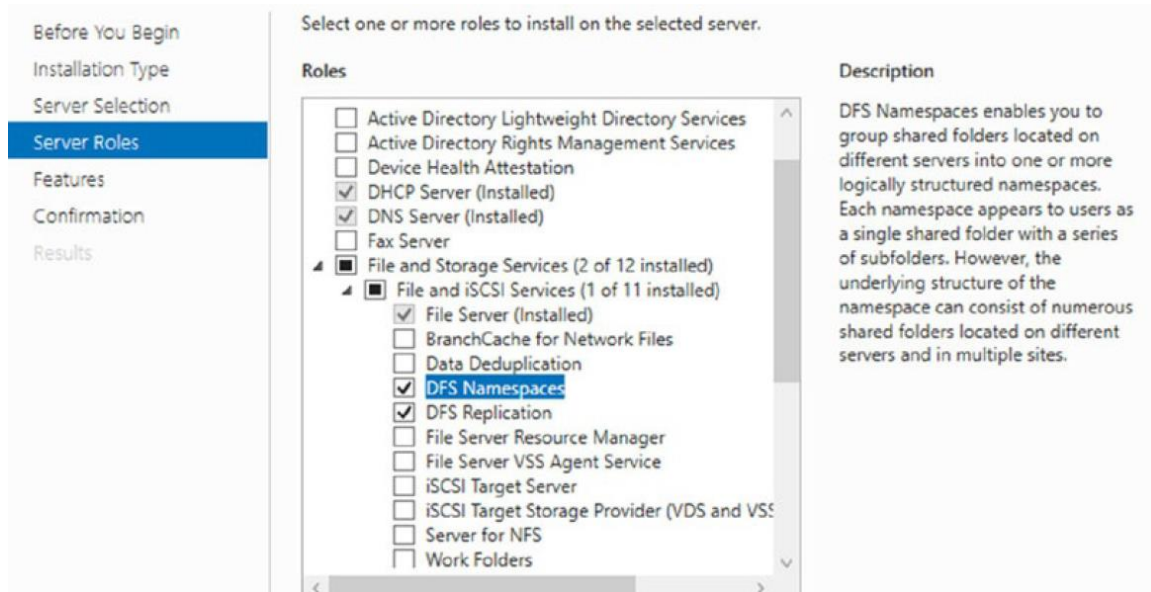 Before You Begin
Installation Type
Server Selection
Server Roles
Features
Confirmation
Results
Select one or more roles to install on the selected server.
Roles
Active Directory Lightweight Directory Services
Active Directory Rights Management Services
Device Health Attestation
DHCP Server (Installed)
DNS Server (Installed)
Fax Server
File and Storage Services (2 of 12 installed)
File and iSCSI Services (1 of 11 installed)
File Server (Installed)
BranchCache for Network Files
Data Deduplication
DFS Namespaces
DFS Replication
File Server Resource Manager
File Server VSS Agent Service
iSCSI Target Server
iSCSI Target Storage Provider (VDS and VSS
Server for NFS
Work Folders
Description
DFS Namespaces enables you to
group shared folders located on
different servers into one or more
logically structured namespaces.
Each namespace appears to users as
a single shared folder with a series
of subfolders. However, the
underlying structure of the
namespace can consist of numerous
shared folders located on different
servers and in multiple sites.